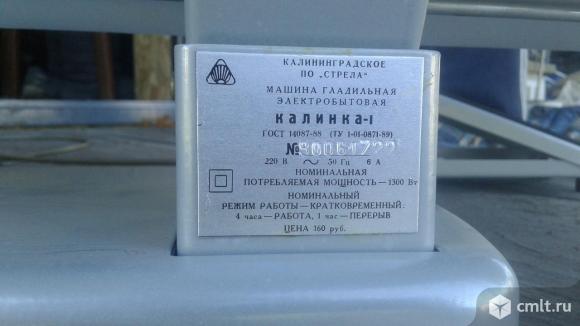 КАЛИНИНГРАДСКОЕ
ПО „СТРЕЛА"
МАШИНА ГЛАДИЛЬНАЯ
ЭЛЕКТРОБЫТОВАЯ
КАЛИНКА-1
ГОСТ 14087-88 (ТУ 1-01-0871-89)
№
220 В ~ 50 Гц 6 А
НОМИНАЛЬНАЯ
ПОТРЕБЛЯЕМАЯ МОЩНОСТЬ—1300 Вт
НОМИНАЛЬНЫЙ
РЕЖИМ РАБОТЫ—КРАТКОВРЕМЕННЫЙ:
4 часа—РАБОТА, 1 час—ПЕРЕРЫВ
ЦЕНА 160 руб.
cmlt.ru